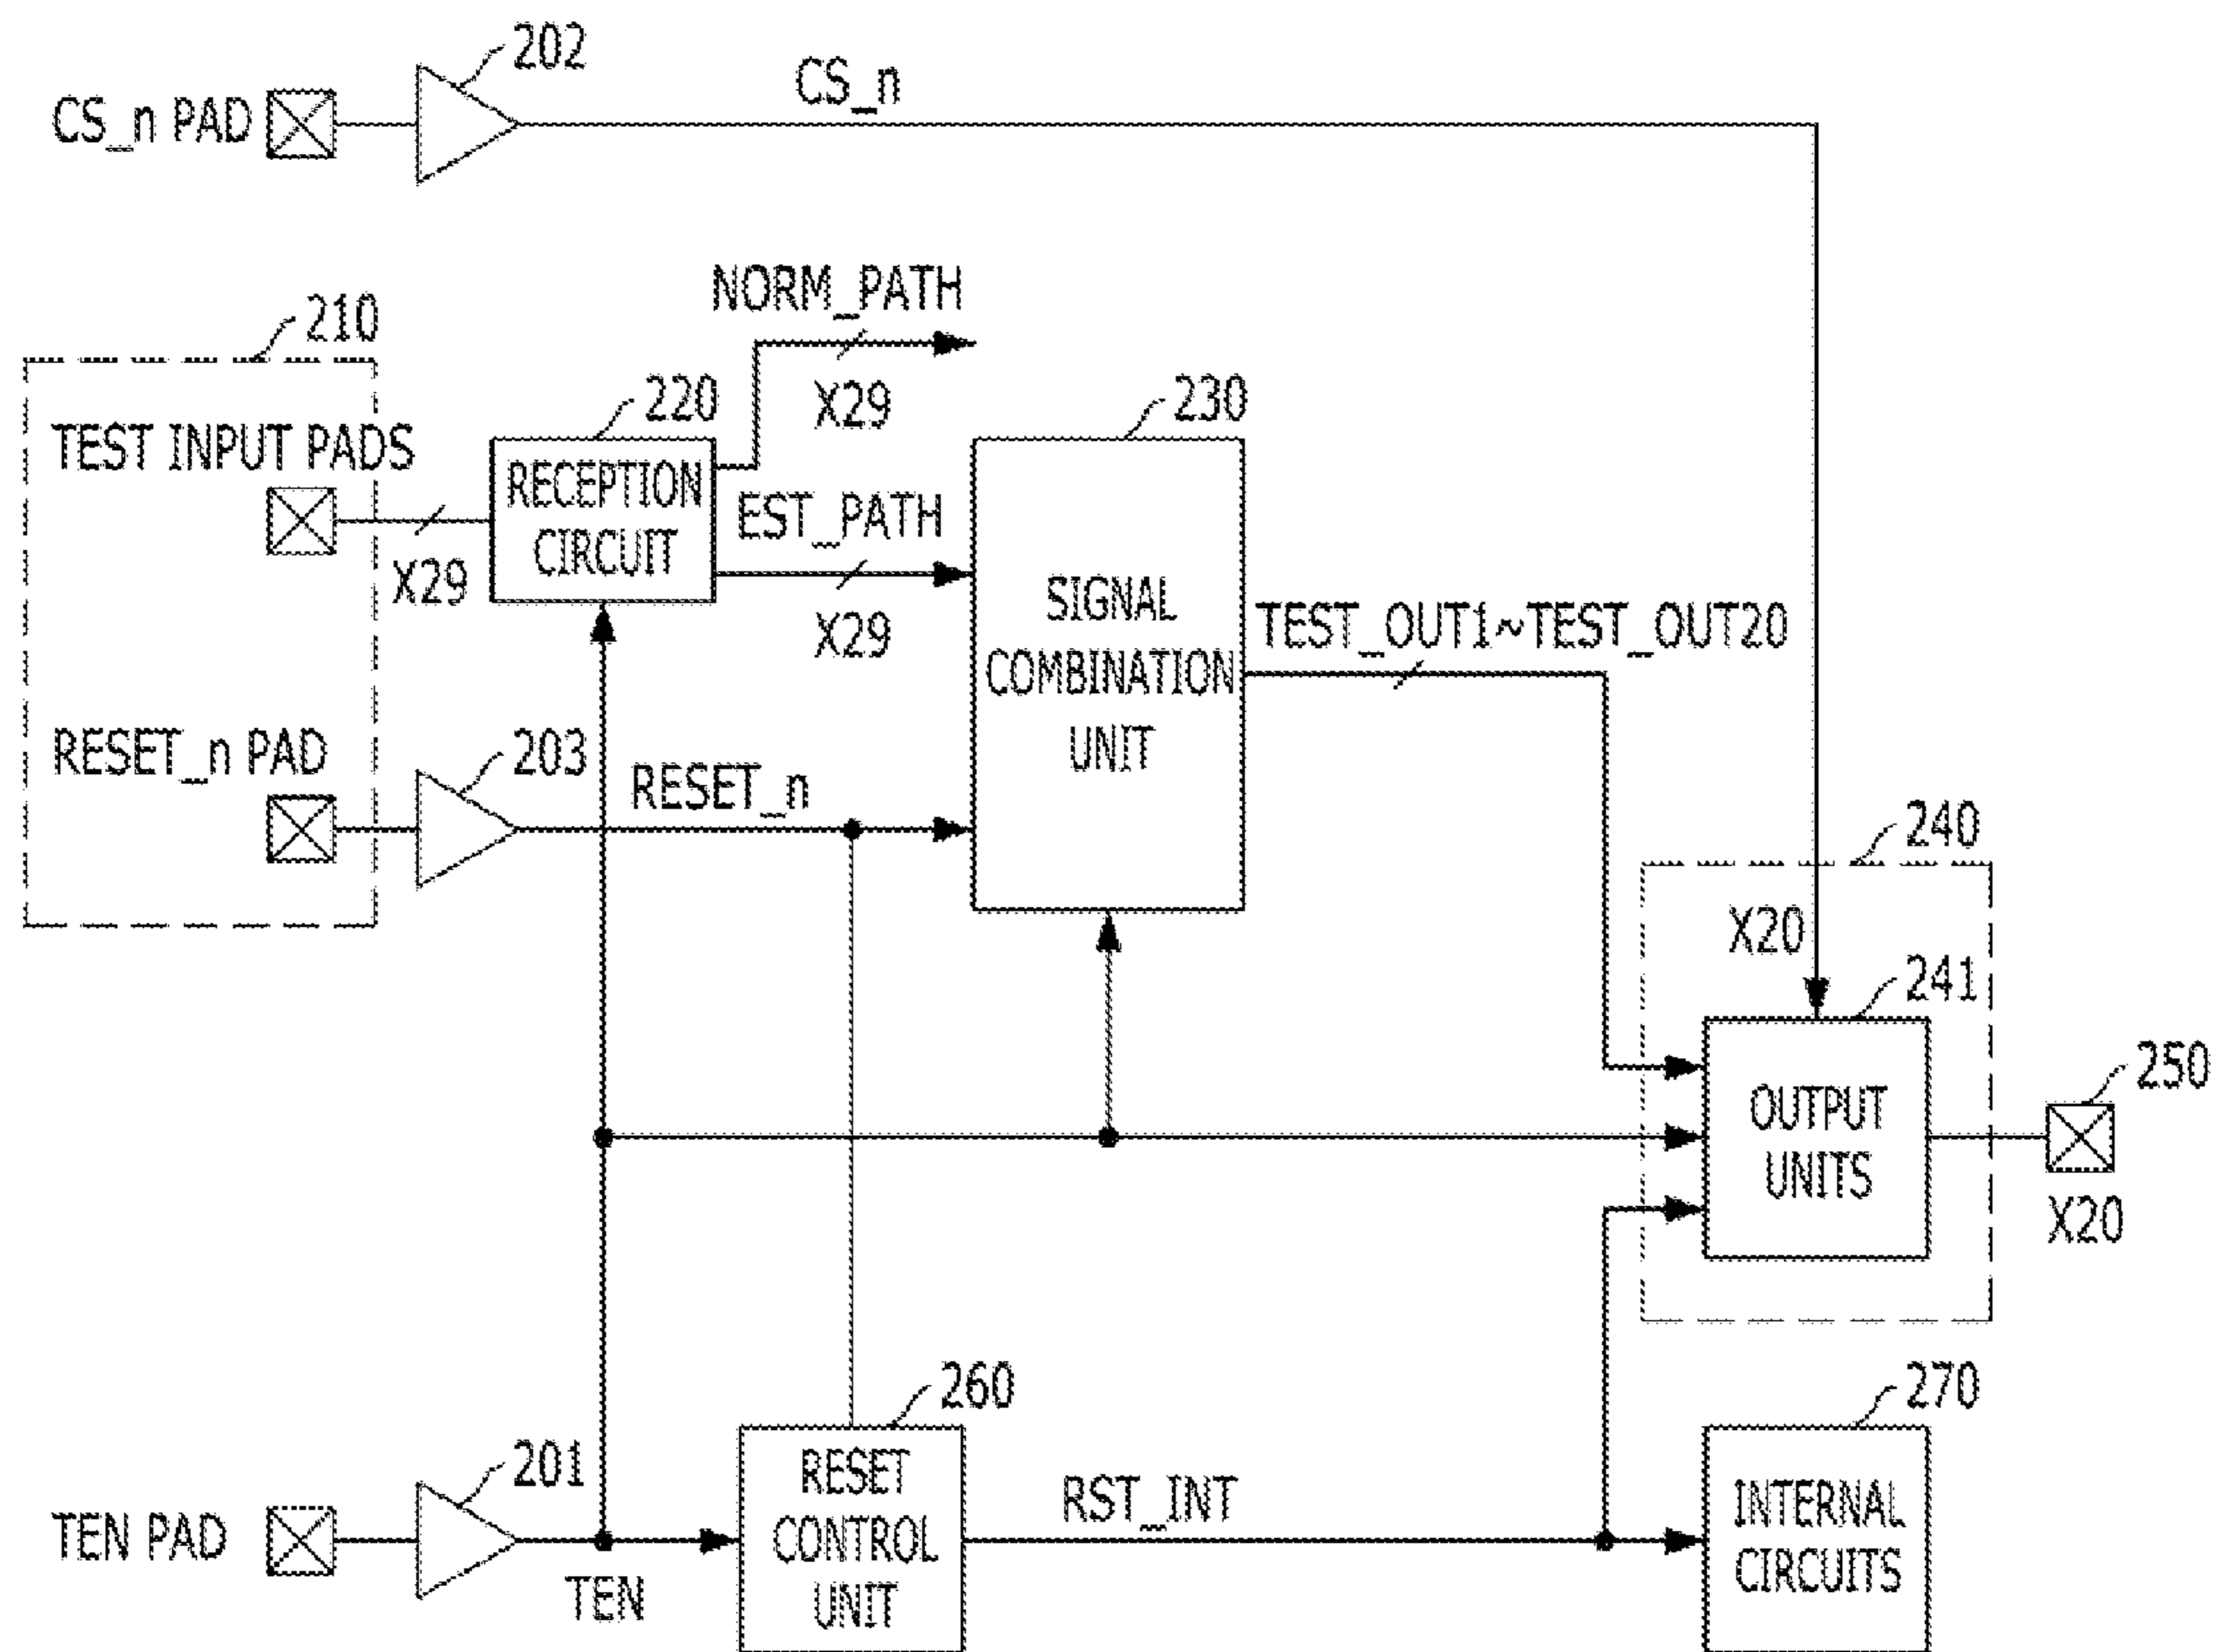 202
CS_n PAD
CS_n
NORM_PATH
210
X29
220
230
TEST INPUT PADS
RECEPTION
CIRCUIT
EST_PATH
X29
X29
SIGNAL
COMBINATION
UNIT
TEST_OUT1~TEST_OUT20
RESET_n PAD
203
RESET_n
240
X20
241
OUTPUT
UNITS
250
X20
260
270
201
TEN PAD
TEN
RESET
CONTROL
UNIT
RST_INT
INTERNAL
CIRCUITS